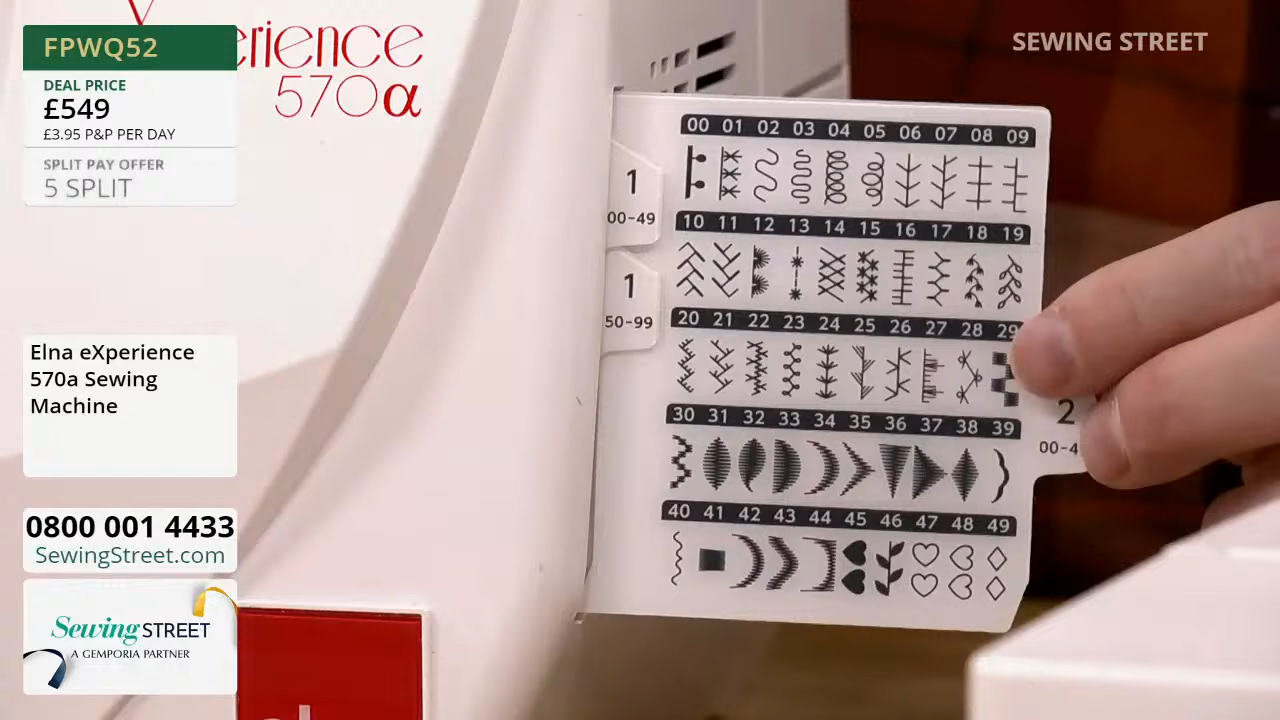 FPWQ52
DEAL PRICE
£549
£3.95 P&P PER DAY
SPLIT PAY OFFER
5 SPLIT
Elna eXperience
570a Sewing
Machine
0800 001 4433
SewingStreet.com
Sewing STREET
A GEMPORIA PARTNER
erience
570α
SEWING STREET
1
00-49
1
50-99
00 01 02 03 04 05 06 07 08 09
10 11 12 13 14 15 16 17 18 19
20 21 22 23 24 25 26 27 28 29
30 31 32 33 34 35 36 37 38 39
40 41 42 43 44 45 46 47 48 49
2
00-4